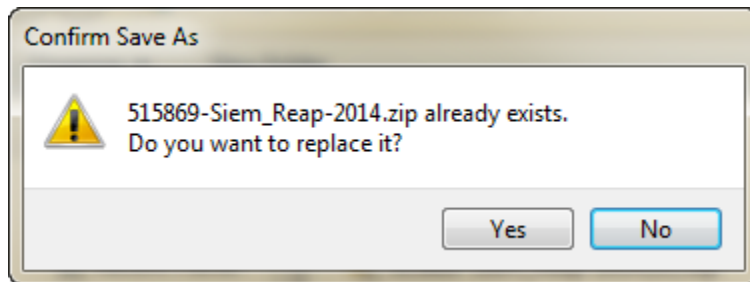 Confirm Save As
515869-Siem_Reap-2014.zip already exists.
Do you want to replace it?
Yes
No